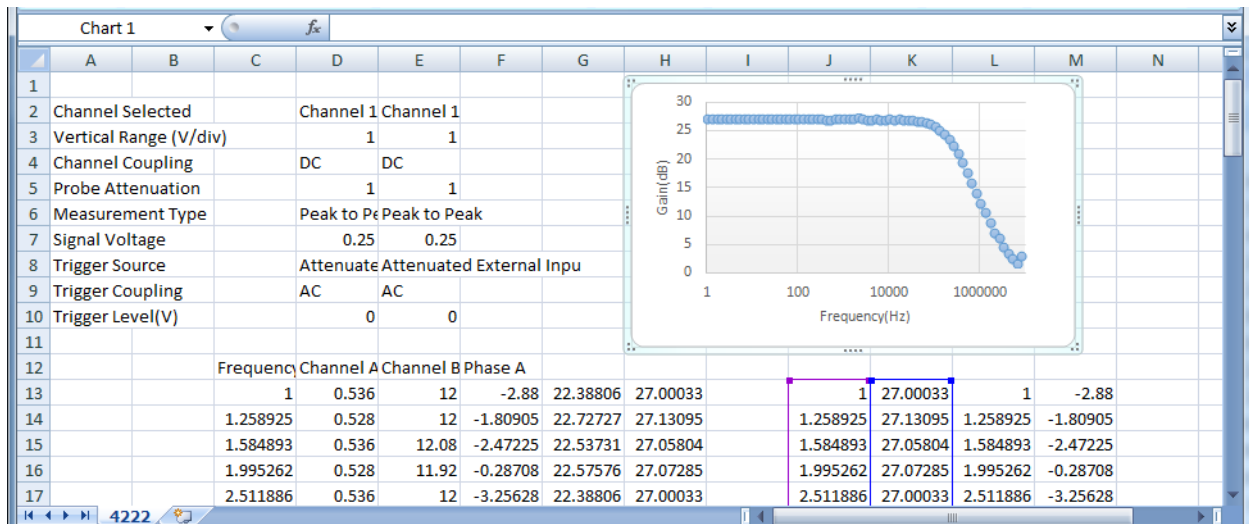 Chart 1 fx
A B C D E F G H I J K L M N
1
2 Channel Selected Channel 1 Channel 1
3 Vertical Range (V/div) 1 1
4 Channel Coupling DC DC
5 Probe Attenuation 1 1
6 Measurement Type Peak to Pe Peak to Peak
7 Signal Voltage 0.25 0.25
8 Trigger Source Attenuate Attenuated External Inpu
9 Trigger Coupling AC AC
10 Trigger Level(V) 0 0
11
30
25
20
15
10
5
0
Gain(dB)
1 100 10000 1000000
Frequency(Hz)
12 Frequency Channel A Channel B Phase A
13 1 0.536 12 -2.88 22.38806 27.00033 1 27.00033 1 -2.88
14 1.258925 0.528 12 -1.80905 22.72727 27.13095 1.258925 27.13095 1.258925 -1.80905
15 1.584893 0.536 12.08 -2.47225 22.53731 27.05804 1.584893 27.05804 1.584893 -2.47225
16 1.995262 0.528 11.92 -0.28708 22.57576 27.07285 1.995262 27.07285 1.995262 -0.28708
17 2.511886 0.536 12 -3.25628 22.38806 27.00033 2.511886 27.00033 2.511886 -3.25628
4222